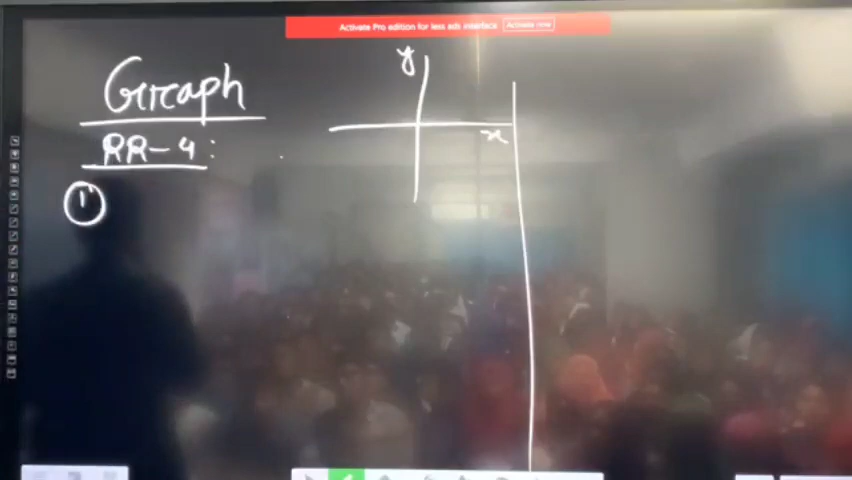 Activate Pro edition for less ads interface Activate now
Graph
y
x
RR-4:
1